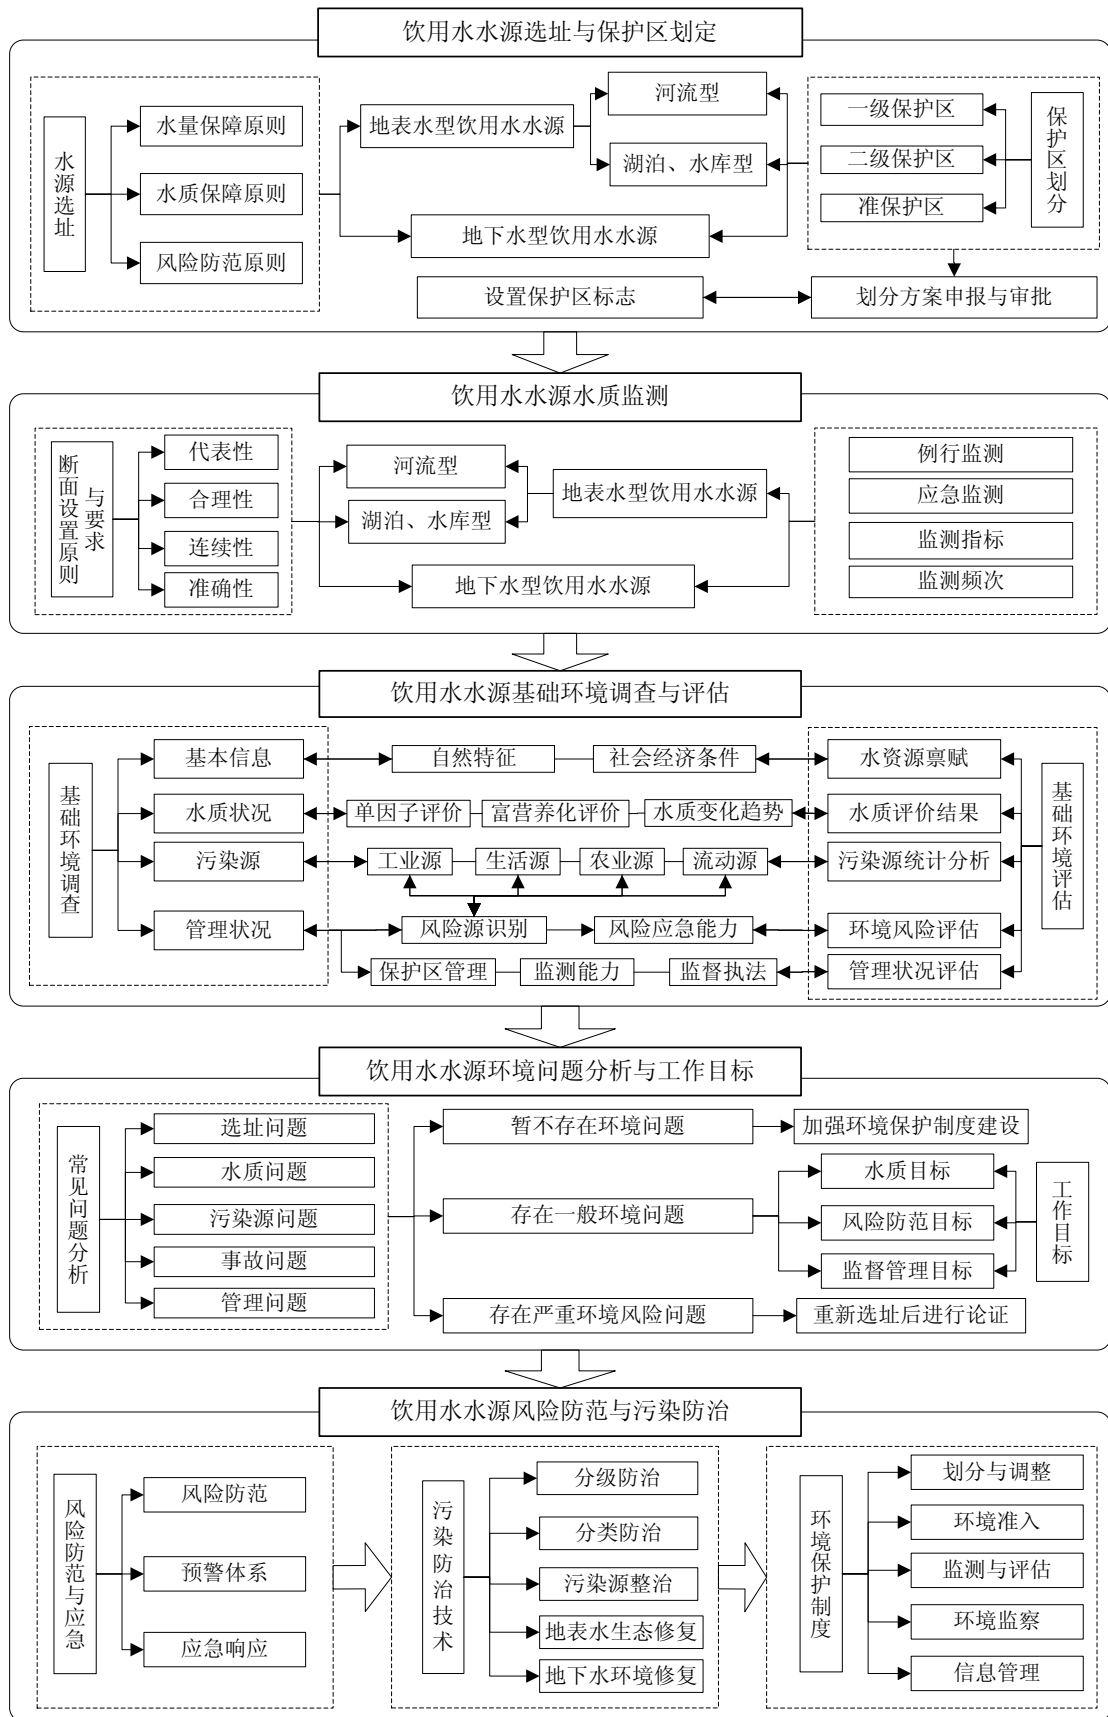 饮用水水源选址与保护区划定
水源选址
水量保障原则
水质保障原则
风险防范原则
地表水型饮用水水源
河流型
湖泊、水库型
地下水型饮用水水源
一级保护区
二级保护区
准保护区
保护区划分
设置保护区标志
划分方案申报与审批
饮用水水源水质监测
断面设置原则
与要求
代表性
合理性
连续性
准确性
河流型
湖泊、水库型
地表水型饮用水水源
地下水型饮用水水源
例行监测
应急监测
监测指标
监测频次
饮用水水源基础环境调查与评估
基础环境调查
基本信息
自然特征
社会经济条件
水资源禀赋
水质状况
单因子评价
富营养化评价
水质变化趋势
水质评价结果
污染源
工业源
生活源
农业源
流动源
污染源统计分析
管理状况
风险源识别
风险应急能力
环境风险评估
保护区管理
监测能力
监督执法
管理状况评估
基础环境评估
饮用水水源环境问题分析与工作目标
常见问题分析
选址问题
水质问题
污染源问题
事故问题
管理问题
暂不存在环境问题
加强环境保护制度建设
存在一般环境问题
水质目标
风险防范目标
监督管理目标
工作目标
存在严重环境风险问题
重新选址后进行论证
饮用水水源风险防范与污染防治
风险防范与应急
风险防范
预警体系
应急响应
污染防治技术
分级防治
分类防治
污染源整治
地表水生态修复
地下水环境修复
环境保护制度
划分与调整
环境准入
监测与评估
环境监察
信息管理